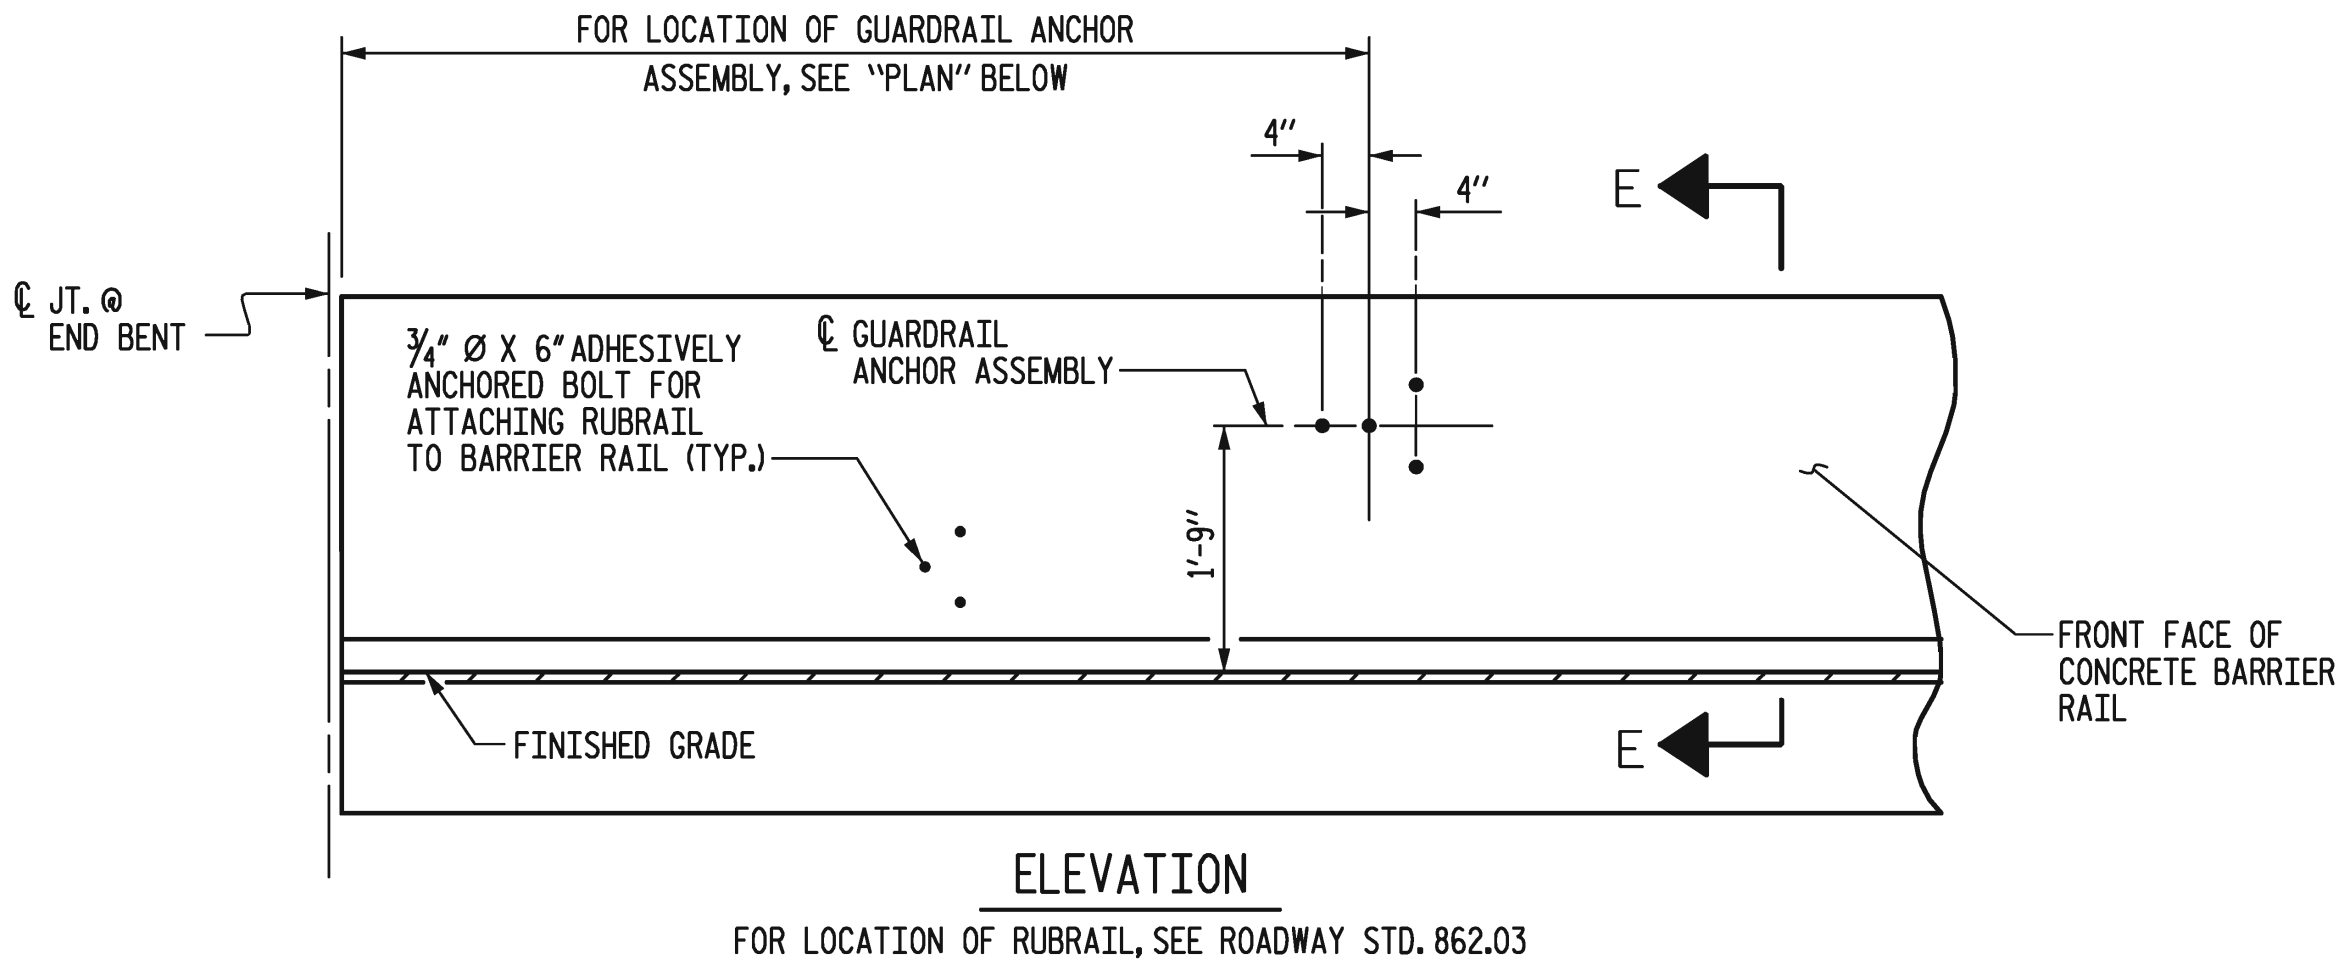 FOR LOCATION OF GUARDRAIL ANCHOR
ASSEMBLY, SEE "PLAN" BELOW
4"
4"
E
℄ JT. @
END BENT
¾" Ø X 6" ADHESIVELY
ANCHORED BOLT FOR
ATTACHING RUBRAIL
TO BARRIER RAIL (TYP.)
℄ GUARDRAIL
ANCHOR ASSEMBLY
1'-9"
FRONT FACE OF
CONCRETE BARRIER
RAIL
FINISHED GRADE
E
ELEVATION
FOR LOCATION OF RUBRAIL, SEE ROADWAY STD. 862.03